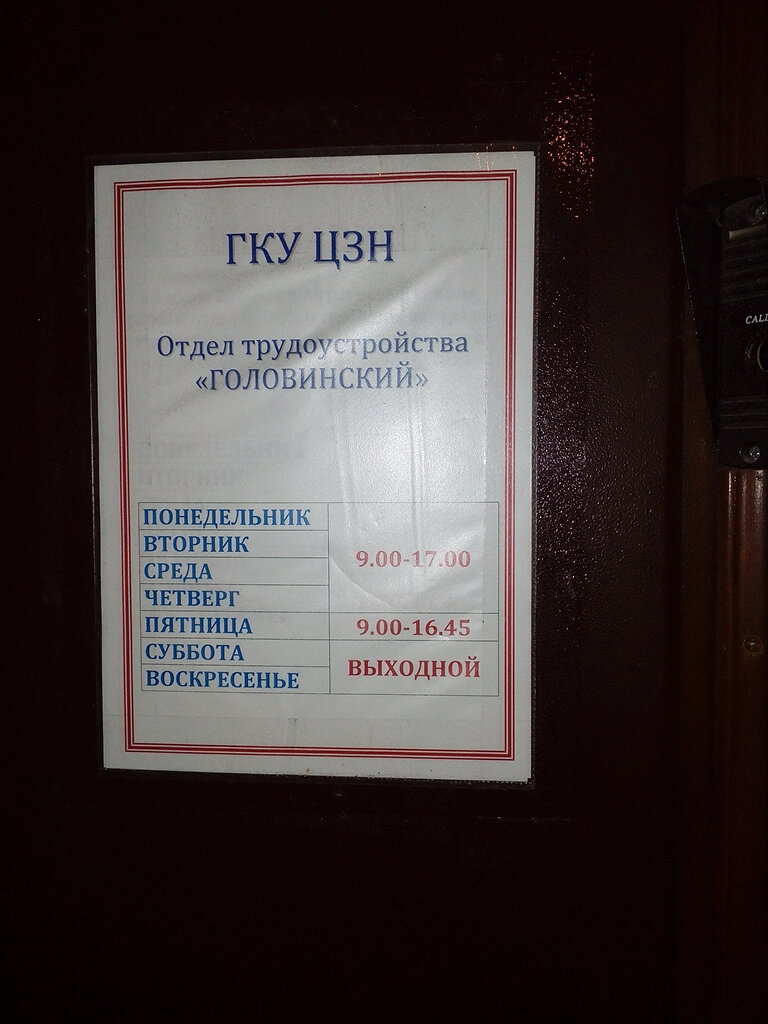 ГКУ ЦЗН
Отдел трудоустройства
«ГОЛОВИНСКИЙ»
ПОНЕДЕЛЬНИК
ВТОРНИК
9.00-17.00
СРЕДА
ЧЕТВЕРГ
ПЯТНИЦА 9.00-16.45
СУББОТА
ВЫХОДНОЙ
ВОСКРЕСЕНЬЕ
CALL